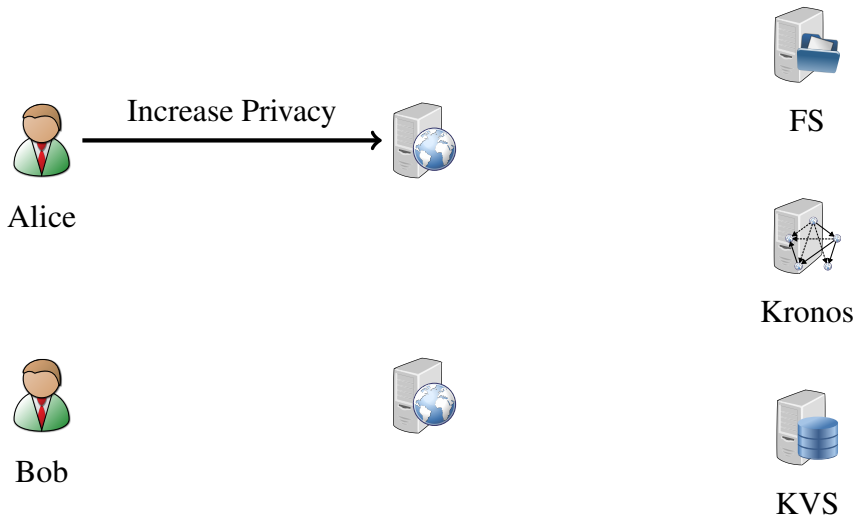 Increase Privacy
Alice
FS
Kronos
Bob
KVS